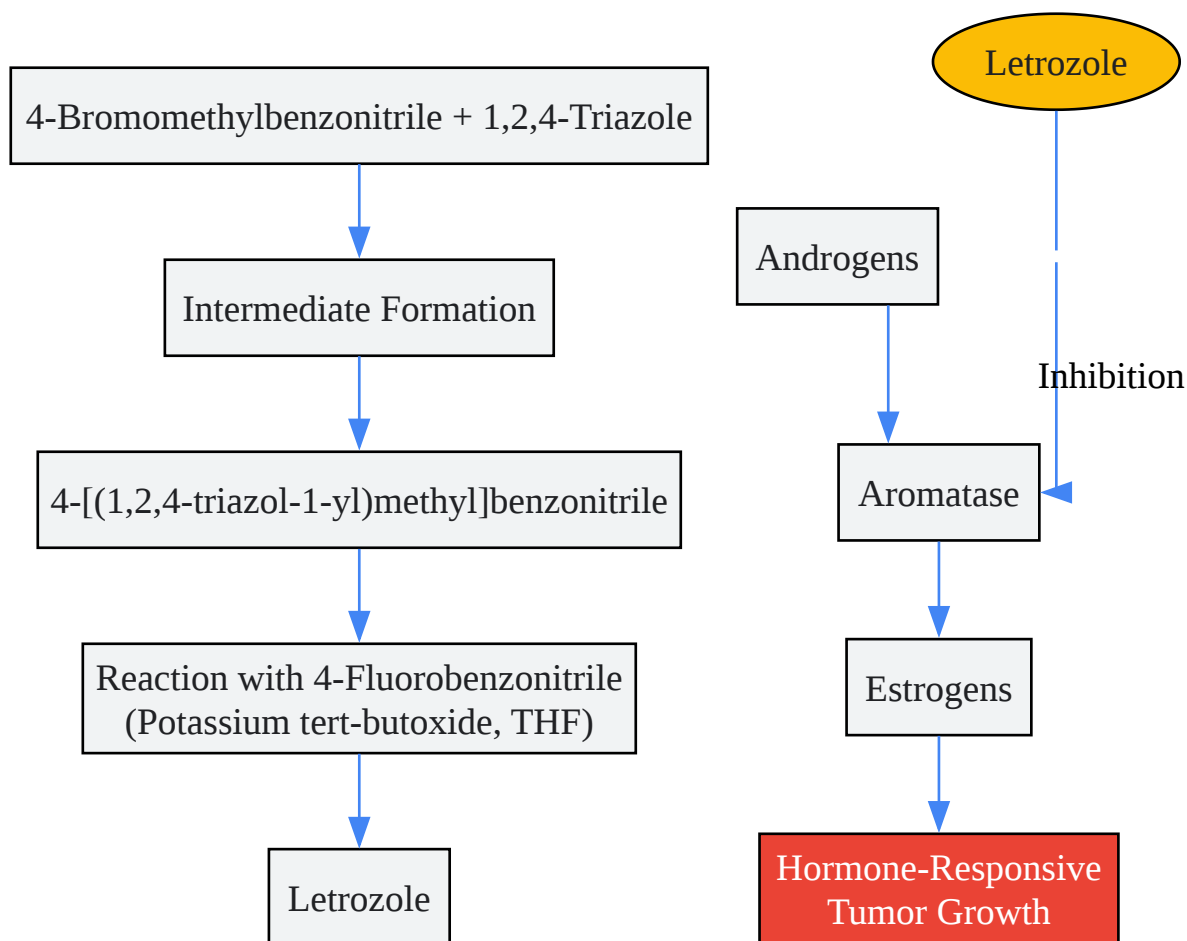 4-Bromomethylbenzonitrile + 1,2,4-Triazole
Intermediate Formation
4-[(1,2,4-triazol-1-yl)methyl]benzonitrile
Reaction with 4-Fluorobenzonitrile
(Potassium tert-butoxide, THF)
Letrozole
Letrozole
Androgens
Inhibition
Aromatase
Estrogens
Hormone-Responsive
Tumor Growth